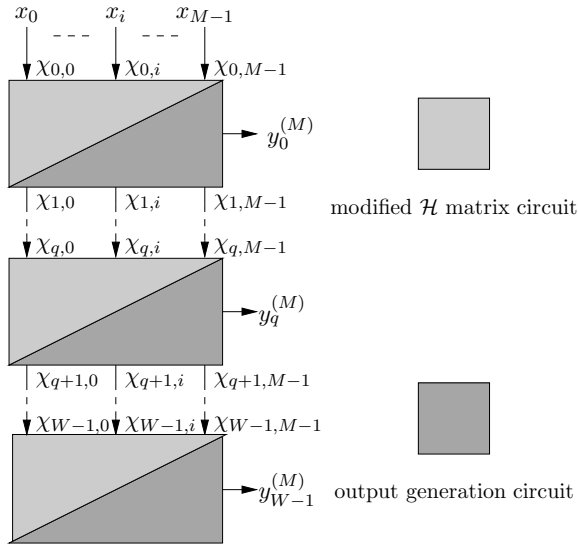 x_0 x_i x_{M−1}
χ_{0,0} χ_{0,i} χ_{0,M−1}
y_0^{(M)}
χ_{1,0} χ_{1,i} χ_{1,M−1}
modified ℋ matrix circuit
χ_{q,0} χ_{q,i} χ_{q,M−1}
y_q^{(M)}
χ_{q+1,0} χ_{q+1,i} χ_{q+1,M−1}
χ_{W−1,0} χ_{W−1,i} χ_{W−1,M−1}
y_{W−1}^{(M)}
output generation circuit